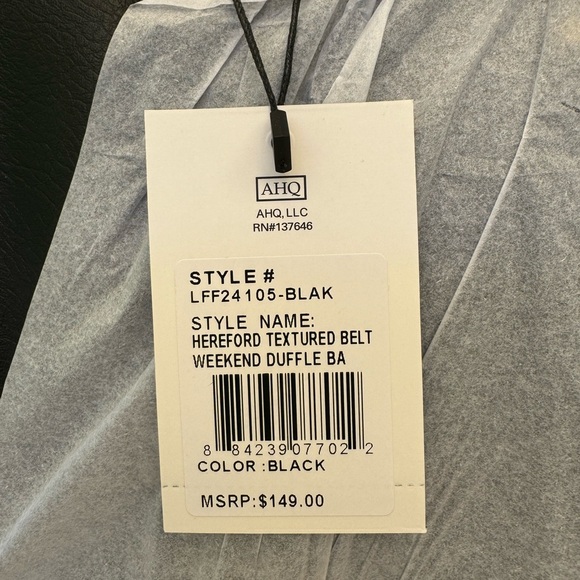 AHQ
AHQ, LLC
RN#137646
STYLE #
LFF24105-BLAK
STYLE NAME:
HEREFORD TEXTURED BELT
WEEKEND DUFFLE BA
8 84239 07702 2
COLOR :BLACK
MSRP:$149.00